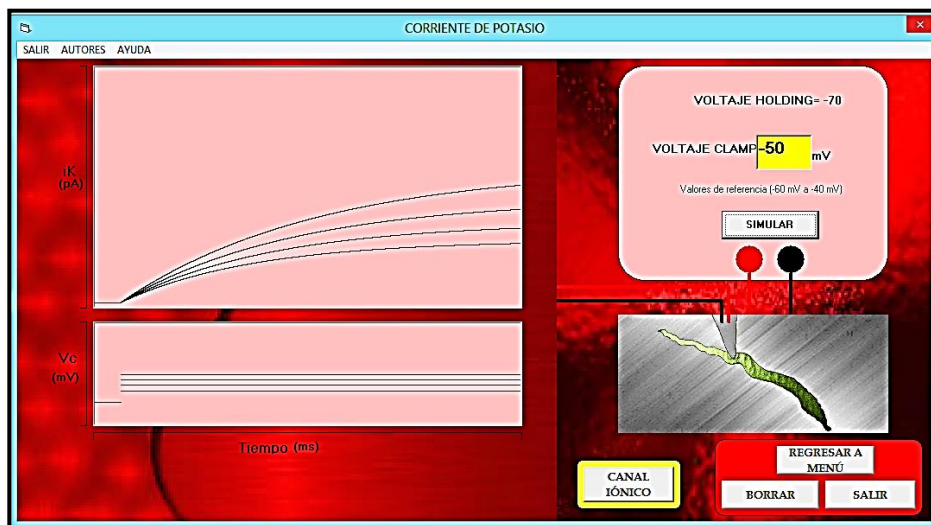 CORRIENTE DE POTASIO
SALIR AUTORES AYUDA
iK
(pA)
Vc
(mV)
Tiempo (ms)
VOLTAJE HOLDING= -70
VOLTAJE CLAMP -50 mV
Valores de referencia (-60 mV a -40 mV)
SIMULAR
CANAL
IÓNICO
REGRESAR A
MENÚ
BORRAR SALIR